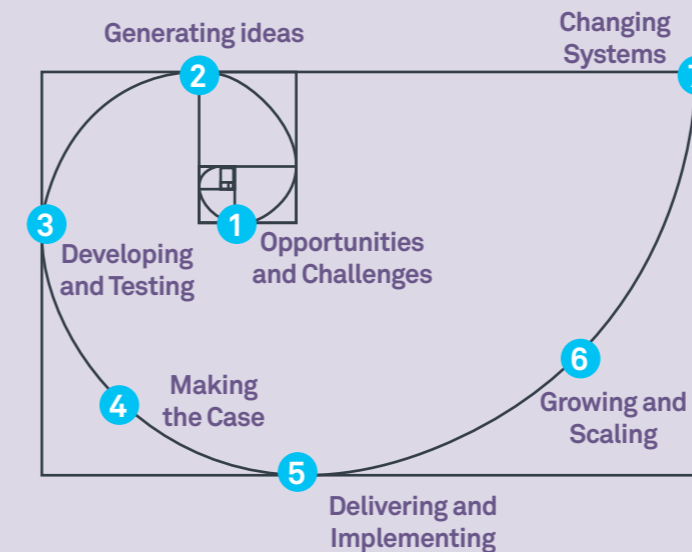 Generating ideas
Changing
Systems
2
1
Opportunities
and Challenges
3
Developing
and Testing
4
Making
the Case
5
Delivering and
Implementing
6
Growing and
Scaling